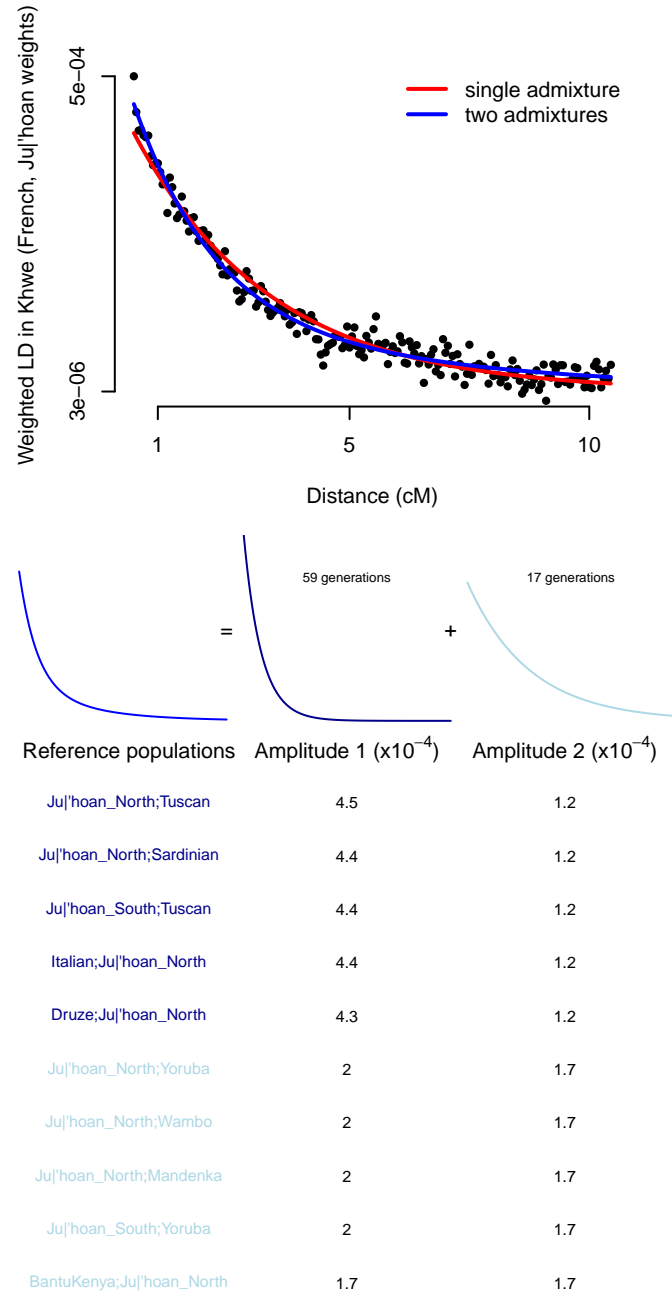 Weighted LD in Khwe (French, Ju|'hoan weights)
5e−04
3e−06
single admixture
two admixtures
1 5 10
Distance (cM)
59 generations
17 generations
= +
Reference populations Amplitude 1 (x10−4) Amplitude 2 (x10−4)
Ju|'hoan_North;Tuscan 4.5 1.2
Ju|'hoan_North;Sardinian 4.4 1.2
Ju|'hoan_South;Tuscan 4.4 1.2
Italian;Ju|'hoan_North 4.4 1.2
Druze;Ju|'hoan_North 4.3 1.2
Ju|'hoan_North;Yoruba 2 1.7
Ju|'hoan_North;Wambo 2 1.7
Ju|'hoan_North;Mandenka 2 1.7
Ju|'hoan_South;Yoruba 2 1.7
BantuKenya;Ju|'hoan_North 1.7 1.7